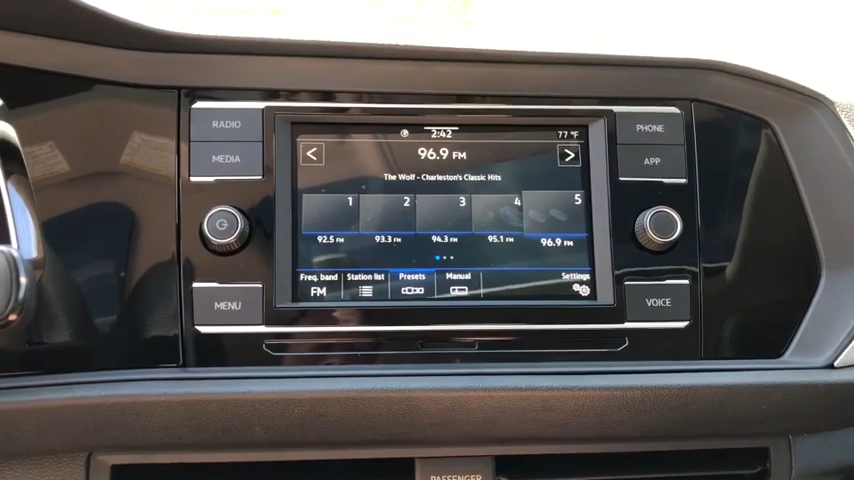 RADIO
MEDIA
MENU
2:42
77 °F
<
96.9 FM
>
The Wolf - Charleston's Classic Hits
1 2 3 4 5
92.5 FM 93.3 FM 94.3 FM 95.1 FM 96.9 FM
Freq. band Station list Presets Manual Settings
FM
PHONE
APP
VOICE
PASSENGER